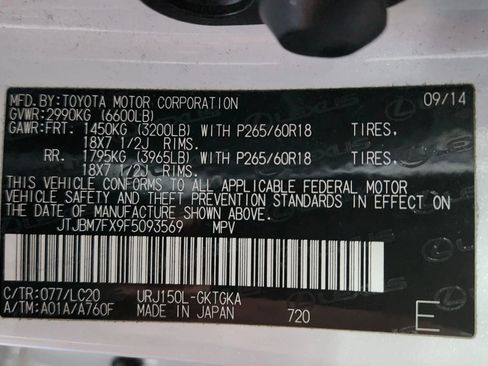 MFD.BY:TOYOTA MOTOR CORPORATION 09/14
GVWR:2990KG (6600LB)
GAWR:FRT. 1450KG (3200LB) WITH P265/60R18 TIRES,
18X7 1/2J RIMS.
RR. 1795KG (3965LB) WITH P265/60R18 TIRES,
18X7 1/2J RIMS.
THIS VEHICLE CONFORMS TO ALL APPLICABLE FEDERAL MOTOR
VEHICLE SAFETY AND THEFT PREVENTION STANDARDS IN EFFECT ON
THE DATE OF MANUFACTURE SHOWN ABOVE.
JTJBM7FX9F5093569 MPV
C/TR:077/LC20 URJ150L-GKTGKA
A/TM:A01A/A760F MADE IN JAPAN 720 E